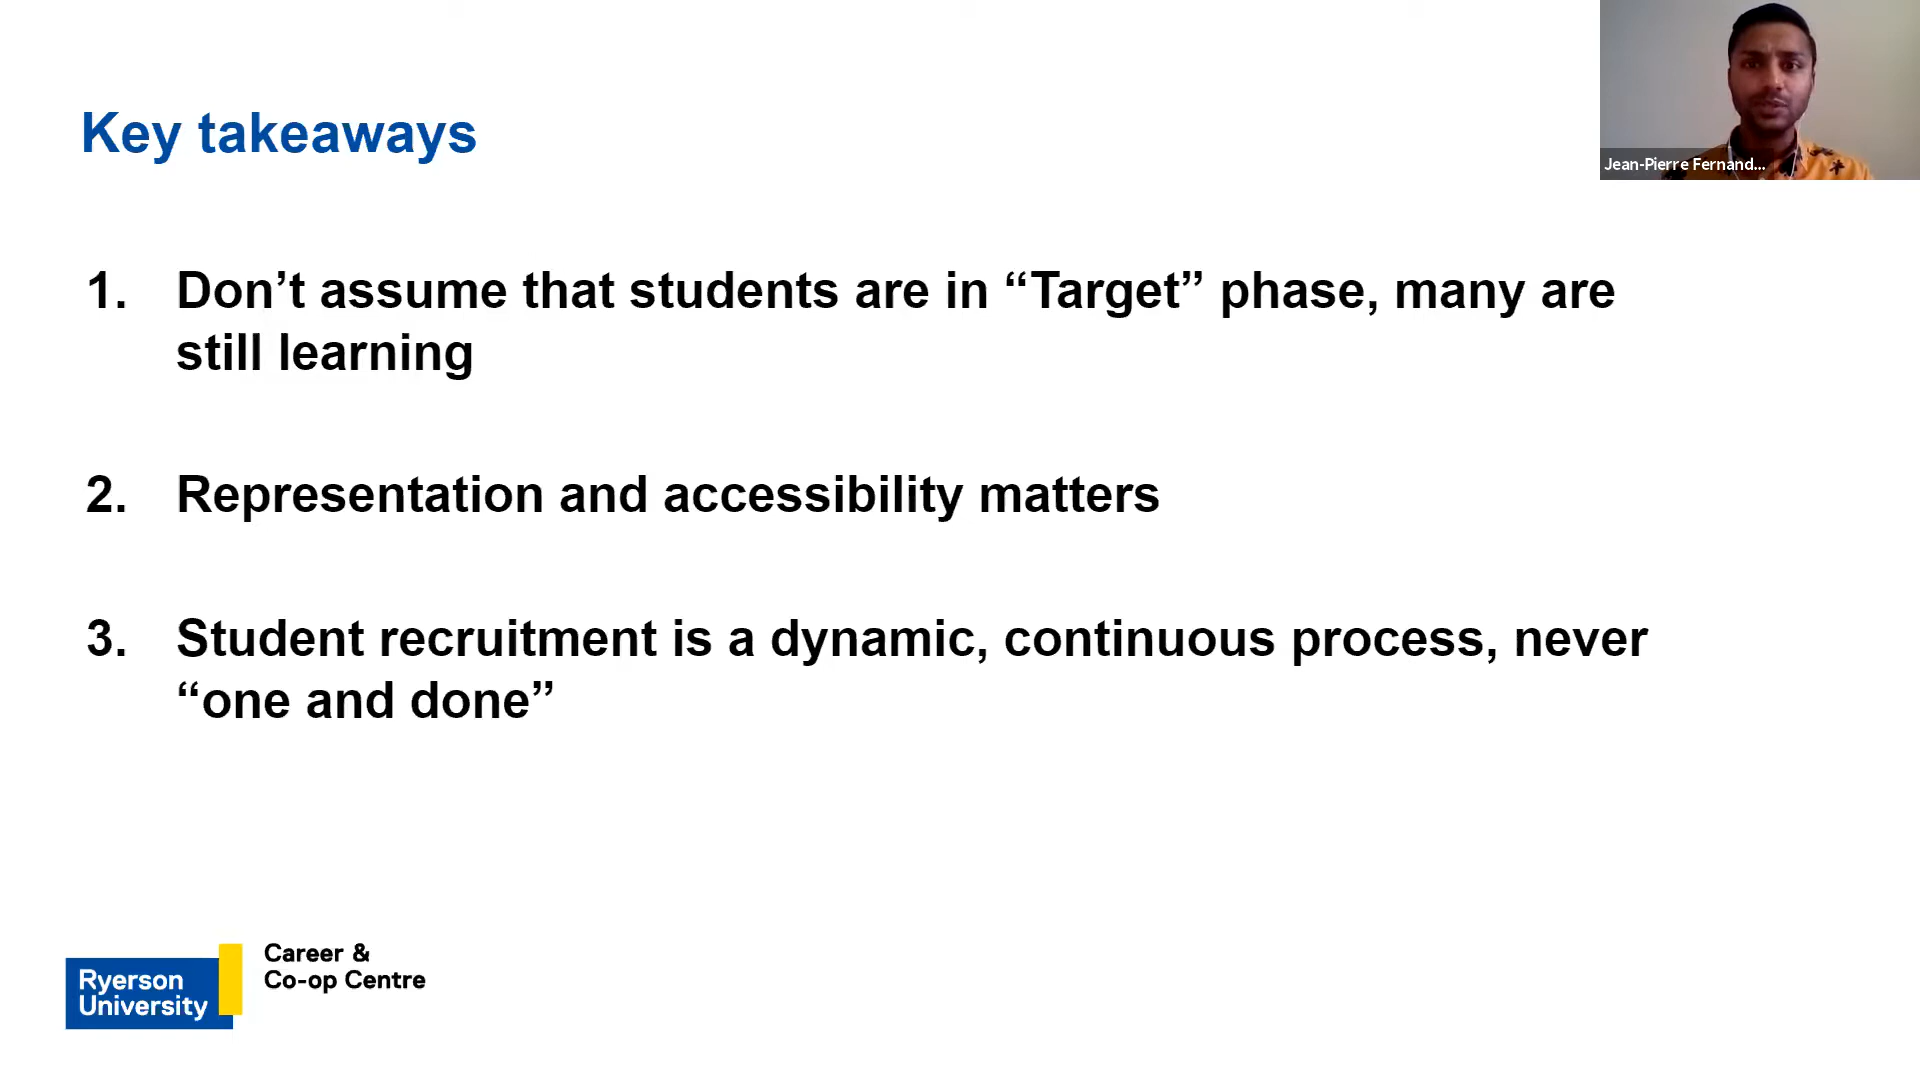 Key takeaways
Jean-Pierre Fernand...
1. Don’t assume that students are in “Target” phase, many are
still learning
2. Representation and accessibility matters
3. Student recruitment is a dynamic, continuous process, never
“one and done”
Ryerson
University
Career &
Co-op Centre